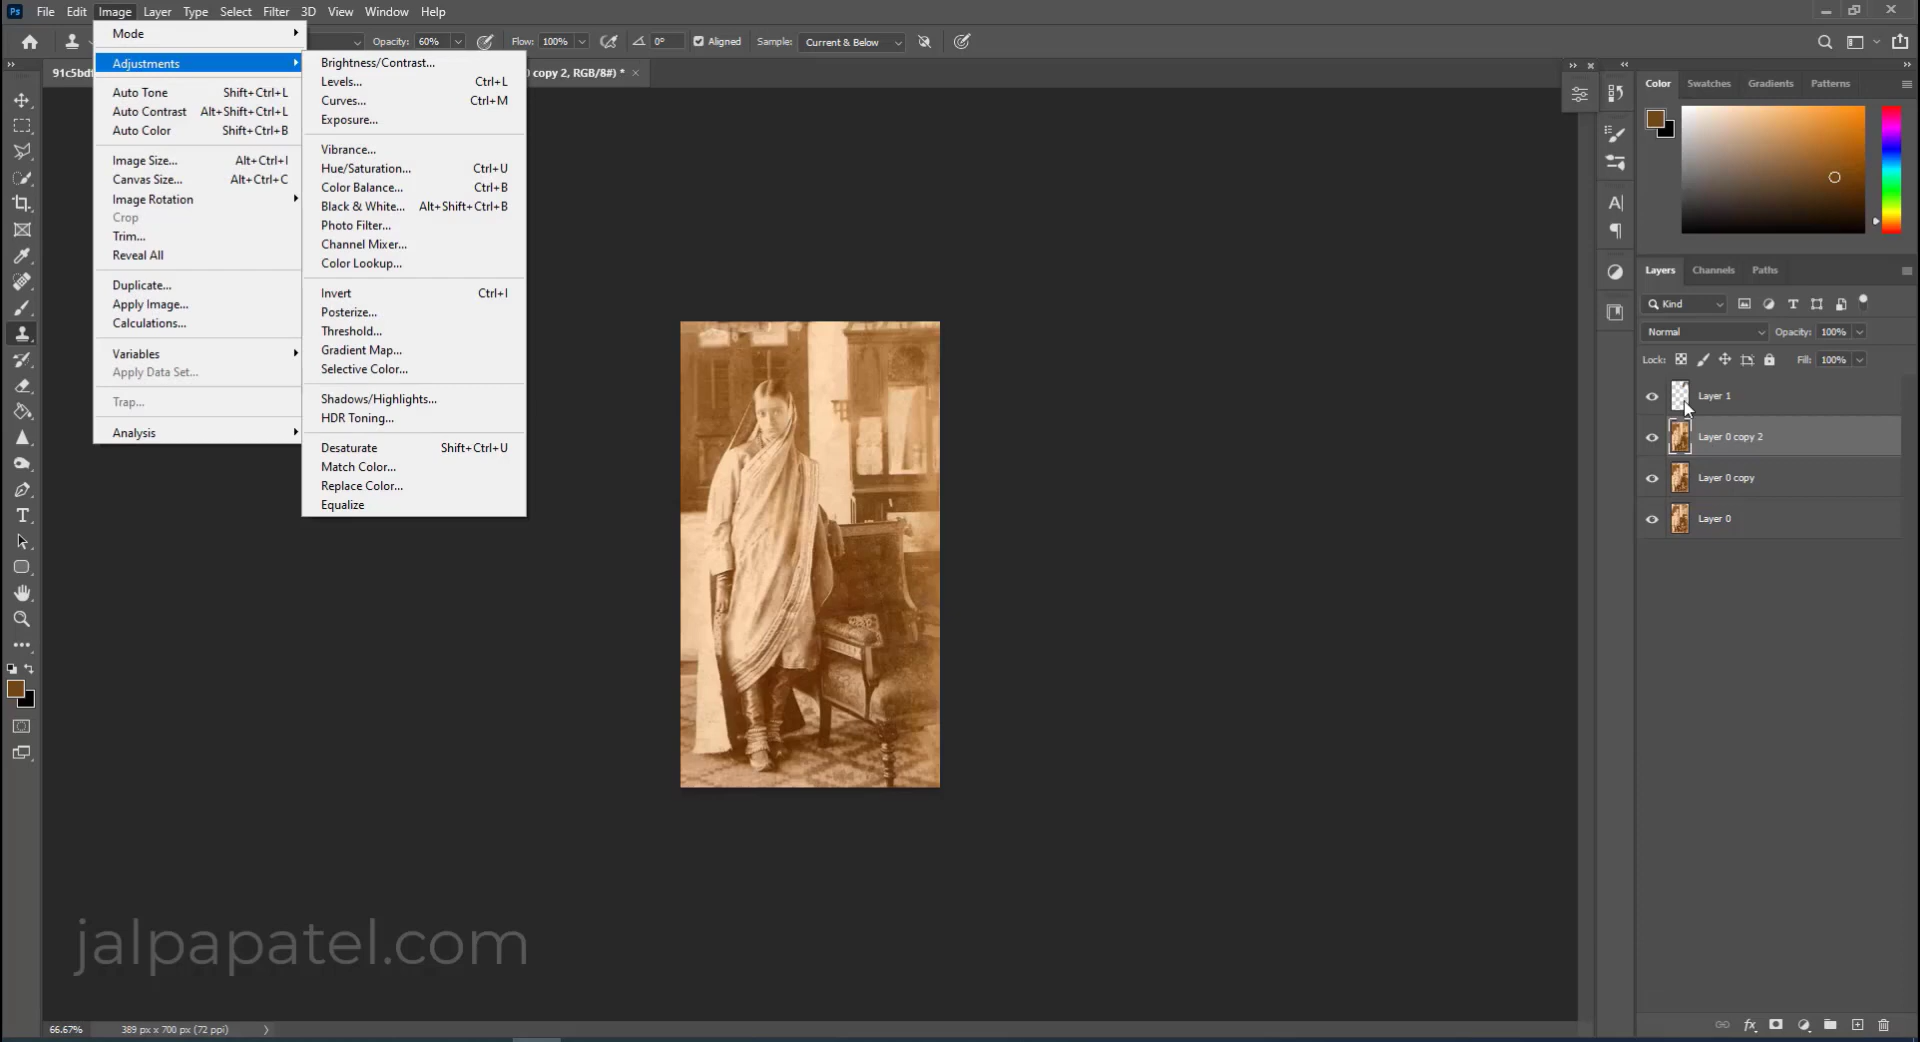 Ps File Edit Image Layer Type Select Filter 3D View Window Help
Opacity: 60% Flow: 100% 0° Aligned Sample: Current & Below
91c5bdf
0 copy 2, RGB/8#) * ×
Mode
Adjustments
Auto Tone Shift+Ctrl+L
Auto Contrast Alt+Shift+Ctrl+L
Auto Color Shift+Ctrl+B
Image Size... Alt+Ctrl+I
Canvas Size... Alt+Ctrl+C
Image Rotation
Crop
Trim...
Reveal All
Duplicate...
Apply Image...
Calculations...
Variables
Apply Data Set...
Trap...
Analysis
Brightness/Contrast...
Levels... Ctrl+L
Curves... Ctrl+M
Exposure...
Vibrance...
Hue/Saturation... Ctrl+U
Color Balance... Ctrl+B
Black & White... Alt+Shift+Ctrl+B
Photo Filter...
Channel Mixer...
Color Lookup...
Invert Ctrl+I
Posterize...
Threshold...
Gradient Map...
Selective Color...
Shadows/Highlights...
HDR Toning...
Desaturate Shift+Ctrl+U
Match Color...
Replace Color...
Equalize
Color Swatches Gradients Patterns
Layers Channels Paths
Kind
Normal Opacity: 100%
Lock: Fill: 100%
Layer 1
Layer 0 copy 2
Layer 0 copy
Layer 0
jalpapatel.com
66.67% 389 px x 700 px (72 ppi)